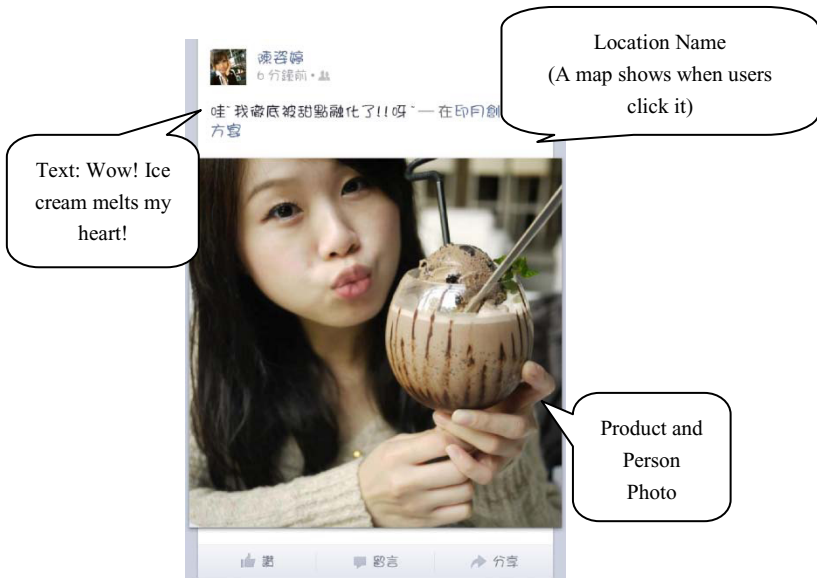 陳姿婷
6 分鐘前
哇~我徹底被甜點融化了!!呀~ — 在印月創
方宴
Location Name
(A map shows when users
click it)
Text: Wow! Ice
cream melts my
heart!
Product and
Person
Photo
讚
留言
分享